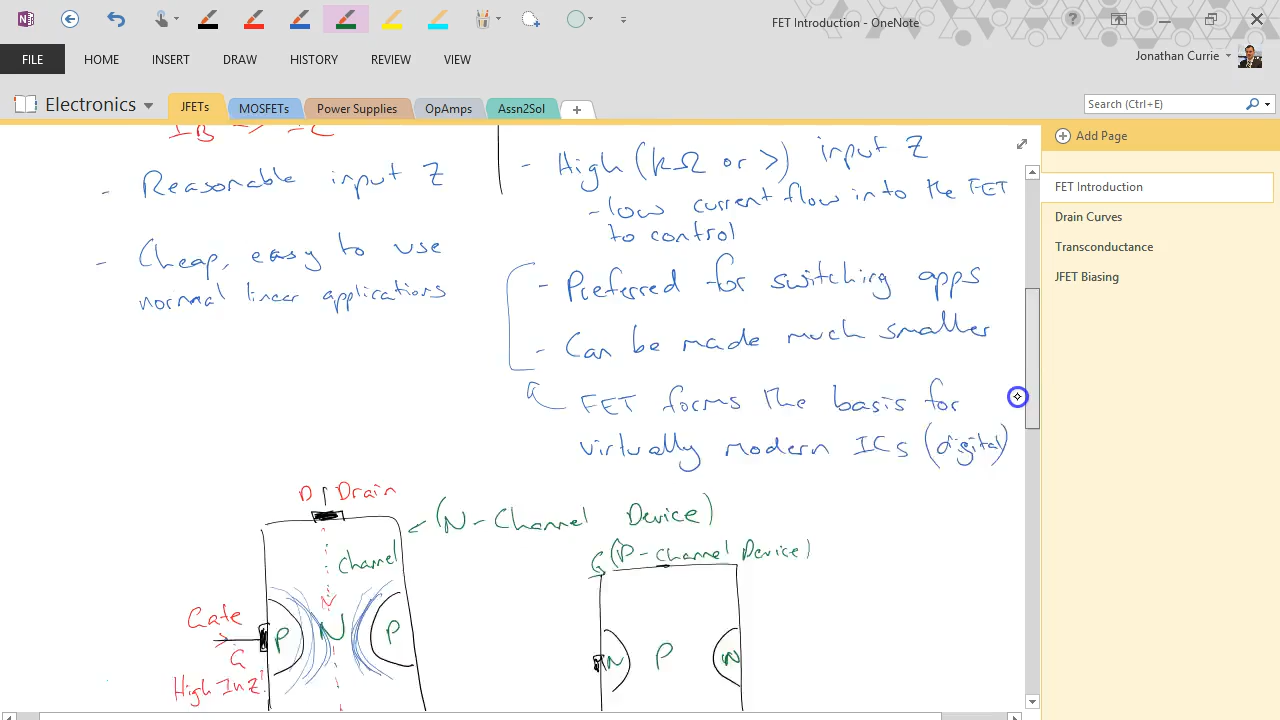 FET Introduction - OneNote
Jonathan Currie
FILE HOME INSERT DRAW HISTORY REVIEW VIEW
Electronics JFETs MOSFETs Power Supplies OpAmps Assn2Sol
Search (Ctrl+E)
Add Page
FET Introduction
Drain Curves
Transconductance
JFET Biasing
IB -> IC
- Reasonable input Z
- Cheap, easy to use
normal linear applications
- High (kΩ or >) input Z
- low current flow into the FET
to control
- Preferred for switching apps
- Can be made much smaller
FET forms the basis for
virtually modern ICs (digital)
D Drain
(N-Channel Device)
channel
N
Gate
P N P
G
High In Z!
G (P-channel Device)
N P N